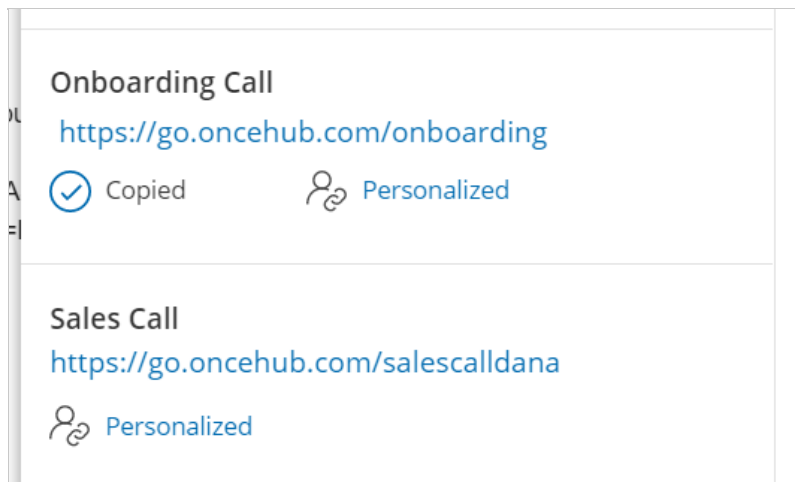 Onboarding Call
https://go.oncehub.com/onboarding
Copied Personalized
Sales Call
https://go.oncehub.com/salescalldana
Personalized